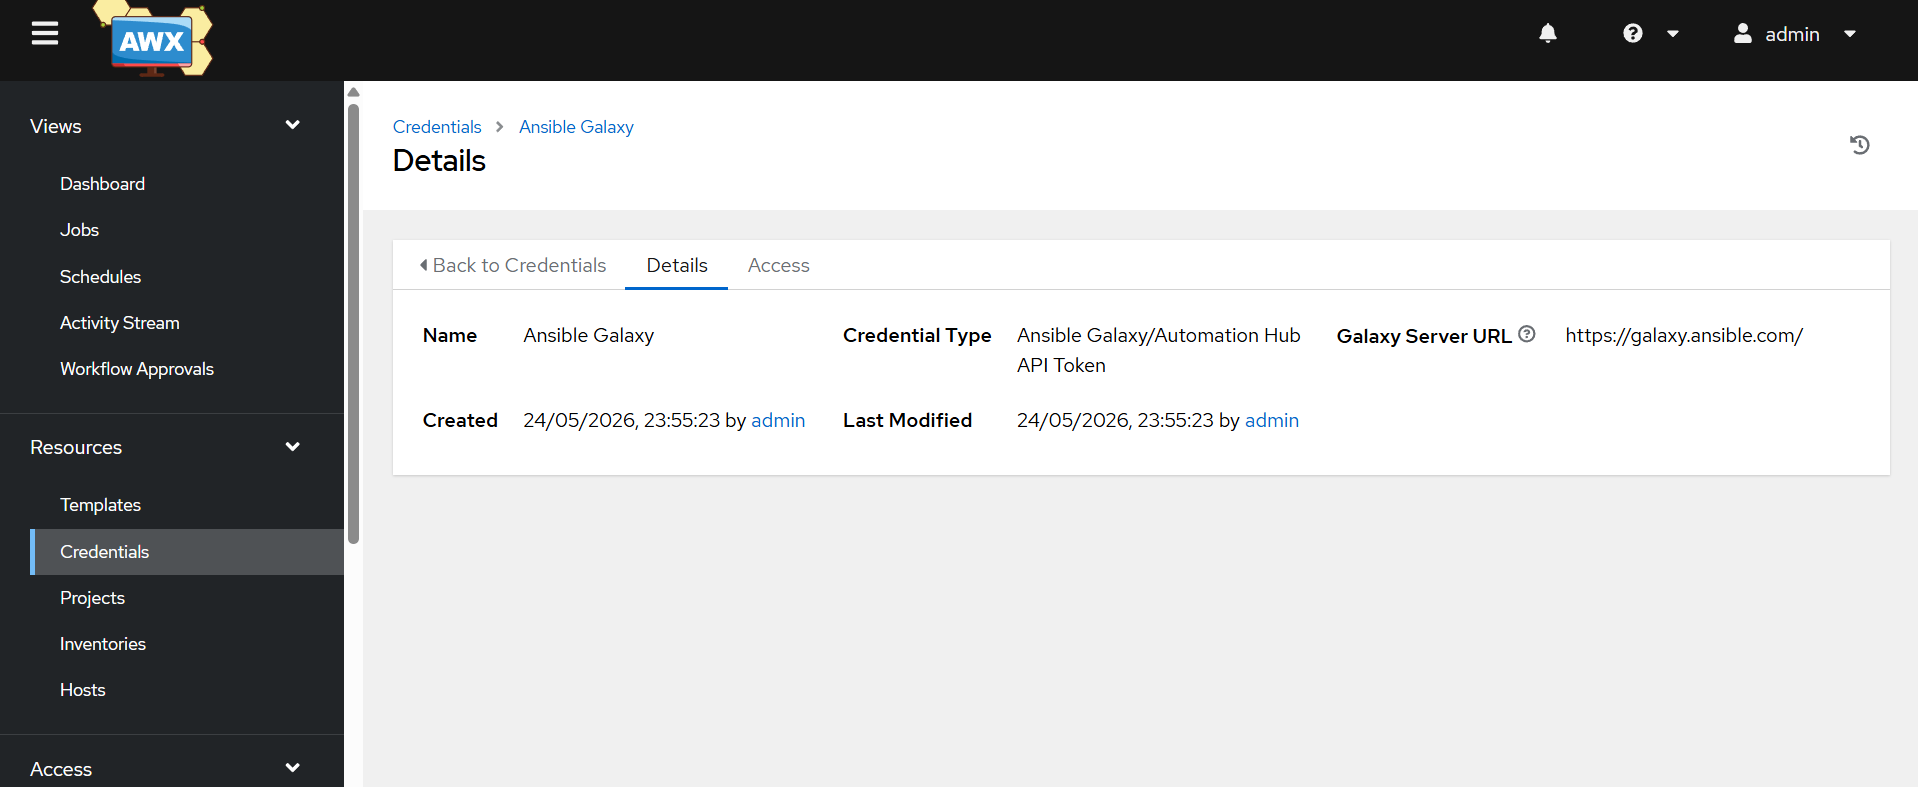 AWX
admin
Views
Dashboard
Jobs
Schedules
Activity Stream
Workflow Approvals
Resources
Templates
Credentials
Projects
Inventories
Hosts
Access
Credentials
Ansible Galaxy
Details
Back to Credentials
Details
Access
Name
Ansible Galaxy
Credential Type
Ansible Galaxy/Automation Hub
API Token
Galaxy Server URL
https://galaxy.ansible.com/
Created
24/05/2026, 23:55:23 by admin
Last Modified
24/05/2026, 23:55:23 by admin